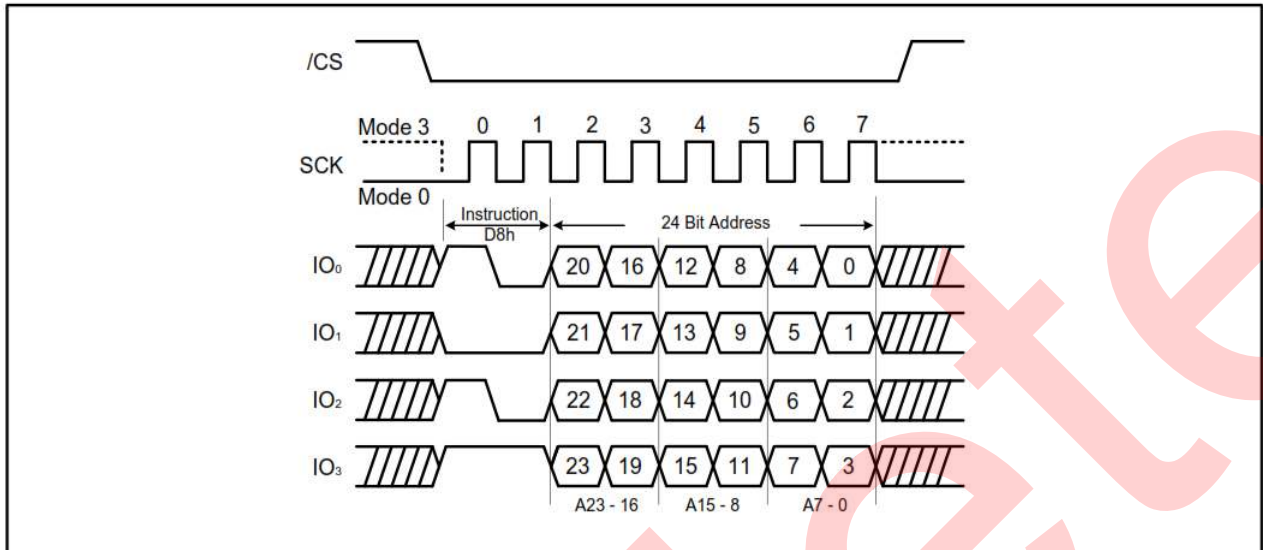 /CS
Mode 3 0 1 2 3 4 5 6 7
SCK
Mode 0
Instruction
D8h
24 Bit Address
IO₀ 20 16 12 8 4 0
IO₁ 21 17 13 9 5 1
IO₂ 22 18 14 10 6 2
IO₃ 23 19 15 11 7 3
A23 - 16 A15 - 8 A7 - 0